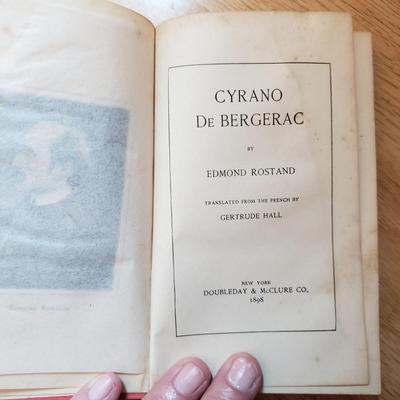 CYRANO
DE BERGERAC
BY
EDMOND ROSTAND
TRANSLATED FROM THE FRENCH BY
GERTRUDE HALL
NEW YORK
DOUBLEDAY & McCLURE CO.
1898